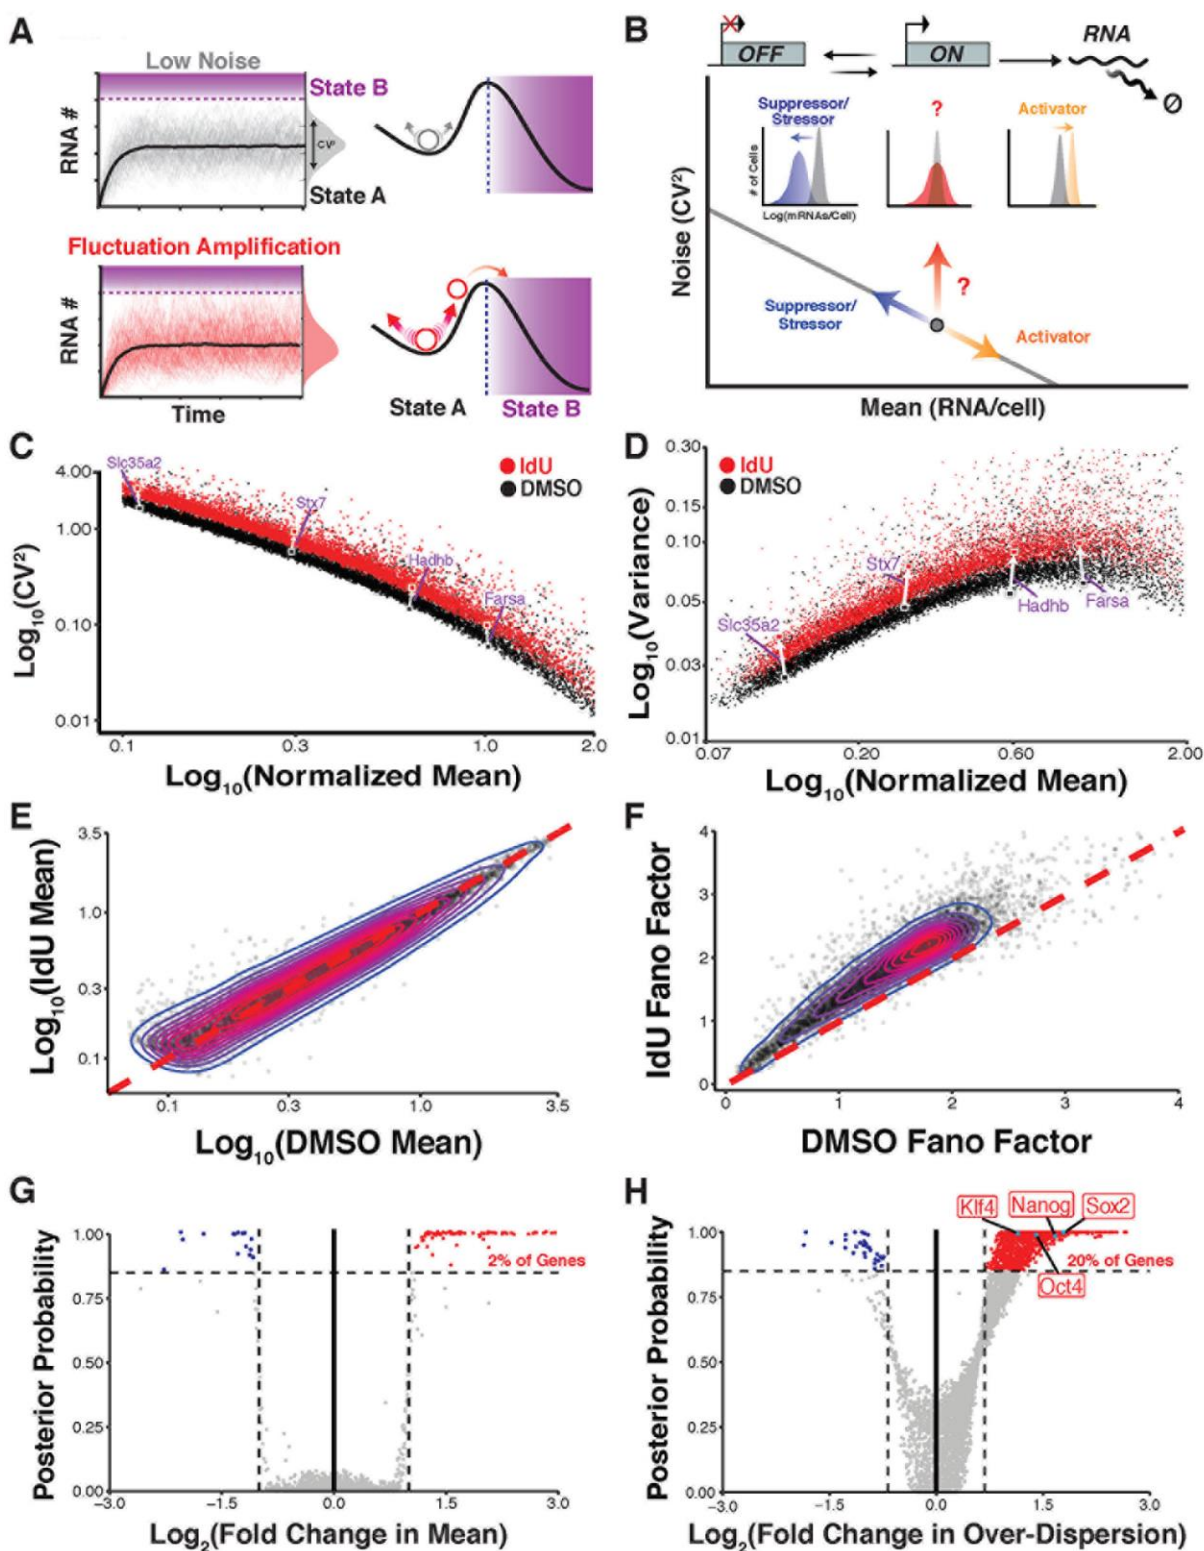 A
Low Noise
State B
RNA #
CV²
State A
Fluctuation Amplification
RNA #
Time
State A
State B
B
OFF
ON
RNA
Ø
Suppressor/
Stressor
?
Activator
# of Cells
Log(mRNAs/Cell)
Noise (CV²)
?
Suppressor/
Stressor
Activator
Mean (RNA/cell)
C
Slc35a2
IdU
DMSO
Stx7
Hadhb
Farsa
4.00
1.00
0.10
0.01
Log₁₀(CV²)
0.1
0.3
1.0
2.0
Log₁₀(Normalized Mean)
D
IdU
DMSO
Stx7
Slc35a2
Hadhb
Farsa
0.30
0.15
0.10
0.05
0.03
0.01
Log₁₀(Variance)
0.07
0.20
0.60
2.00
Log₁₀(Normalized Mean)
E
3.5
1.0
0.3
0.1
Log₁₀(IdU Mean)
0.1
0.3
1.0
3.5
Log₁₀(DMSO Mean)
F
4
3
2
1
0
IdU Fano Factor
0
1
2
3
4
DMSO Fano Factor
G
1.00
0.75
0.50
0.25
0.00
Posterior Probability
2% of Genes
−3.0
−1.5
0.0
1.5
3.0
Log₂(Fold Change in Mean)
H
Klf4
Nanog
Sox2
20% of Genes
Oct4
1.00
0.75
0.50
0.25
0.00
Posterior Probability
−3.0
−1.5
0.0
1.5
3.0
Log₂(Fold Change in Over-Dispersion)